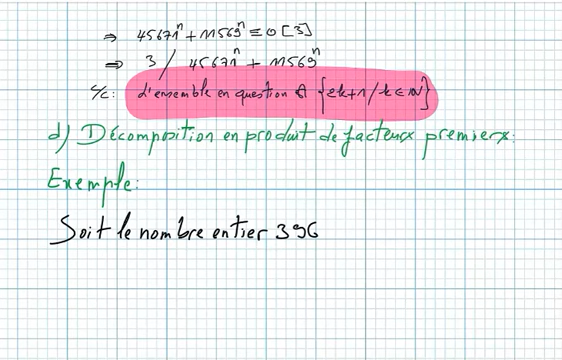 ⇒ 45671ⁿ + 11569ⁿ ≡ 0 [3]
⇒ 3 / 45671ⁿ + 11569ⁿ
S/C: d'ensemble en question est {2k+1 / k ∈ IN}
d) Décomposition en produit de facteurs premiers:
Exemple:
Soit le nombre entier 396